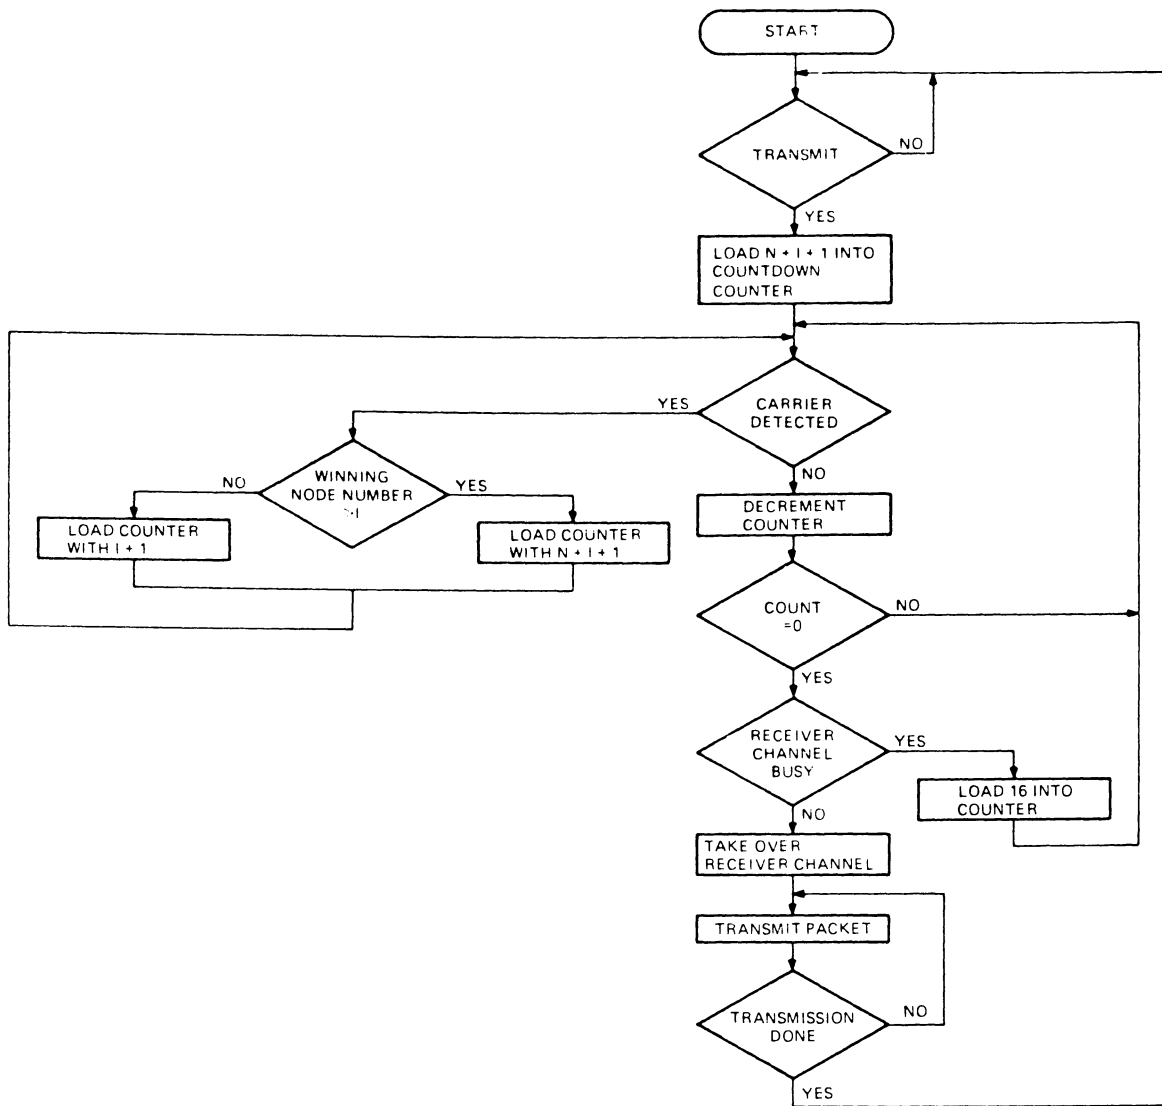 START
TRANSMIT
NO
YES
LOAD N + I + 1 INTO
COUNTDOWN
COUNTER
CARRIER
DETECTED
YES
NO
WINNING
NODE NUMBER
NO
YES
LOAD COUNTER
WITH I + 1
LOAD COUNTER
WITH N + I + 1
DECREMENT
COUNTER
COUNT
=0
NO
YES
RECEIVER
CHANNEL
BUSY
YES
NO
LOAD 16 INTO
COUNTER
TAKE OVER
RECEIVER CHANNEL
TRANSMIT PACKET
TRANSMISSION
DONE
NO
YES